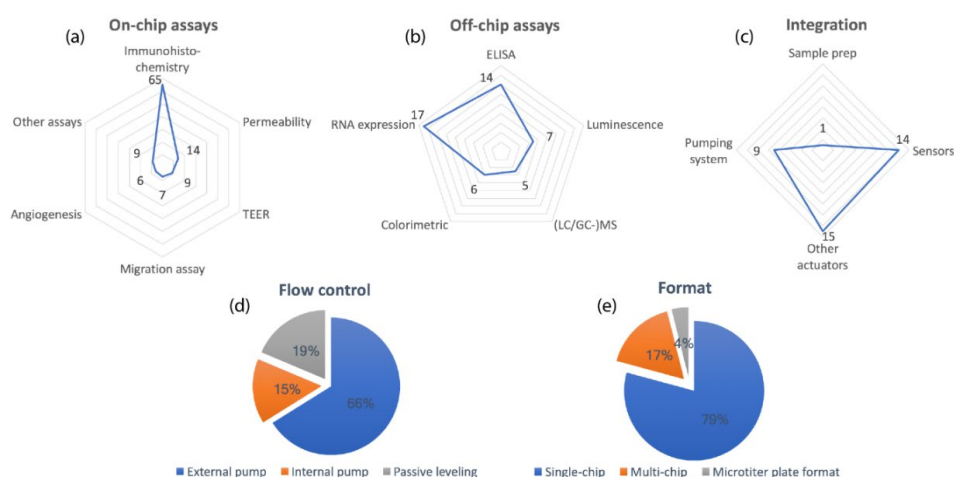 (a)
On-chip assays
Immunohisto-
chemistry
65
Other assays
Permeability
9
14
6
9
7
Angiogenesis
TEER
Migration assay
(b)
Off-chip assays
ELISA
14
17
RNA expression
7
Luminescence
6
5
Colorimetric
(LC/GC-)MS
(c)
Integration
Sample prep
1
Pumping
system
9
14
Sensors
15
Other
actuators
(d)
Flow control
19%
15%
66%
External pump
Internal pump
Passive leveling
(e)
Format
4%
17%
79%
Single-chip
Multi-chip
Microtiter plate format